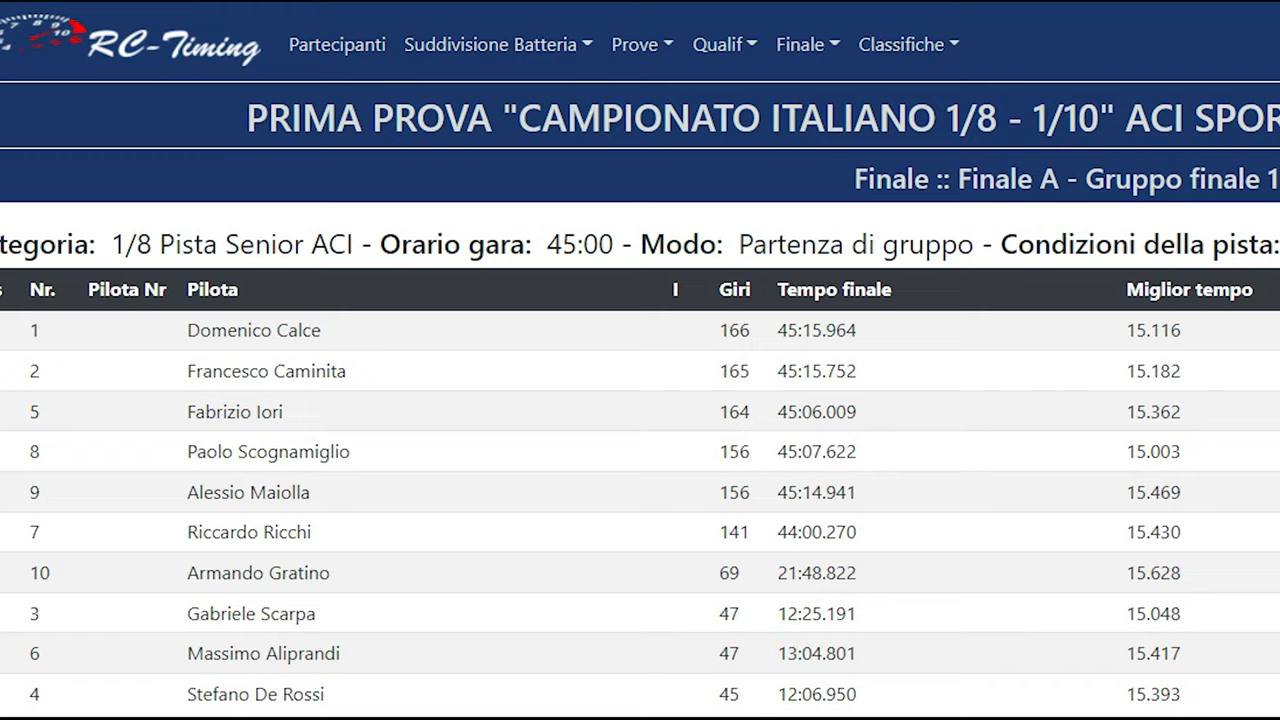 RC-Timing Partecipanti Suddivisione Batteria Prove Qualif Finale Classifiche
PRIMA PROVA "CAMPIONATO ITALIANO 1/8 - 1/10" ACI SPOR
Finale :: Finale A - Gruppo finale 1
tegoria: 1/8 Pista Senior ACI - Orario gara: 45:00 - Modo: Partenza di gruppo - Condizioni della pista:
s Nr. Pilota Nr Pilota I Giri Tempo finale Miglior tempo
1 Domenico Calce 166 45:15.964 15.116
2 Francesco Caminita 165 45:15.752 15.182
5 Fabrizio Iori 164 45:06.009 15.362
8 Paolo Scognamiglio 156 45:07.622 15.003
9 Alessio Maiolla 156 45:14.941 15.469
7 Riccardo Ricchi 141 44:00.270 15.430
10 Armando Gratino 69 21:48.822 15.628
3 Gabriele Scarpa 47 12:25.191 15.048
6 Massimo Aliprandi 47 13:04.801 15.417
4 Stefano De Rossi 45 12:06.950 15.393